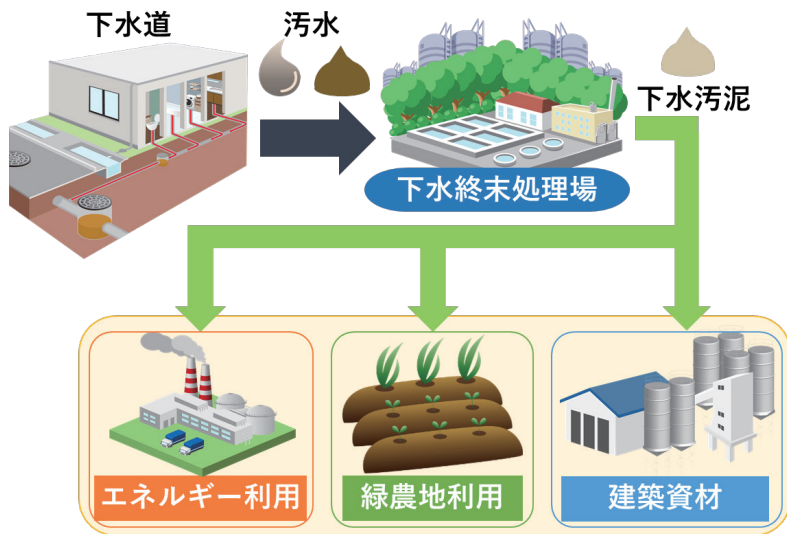 下水道
汚水
下水汚泥
下水終末処理場
エネルギー利用
緑農地利用
建築資材